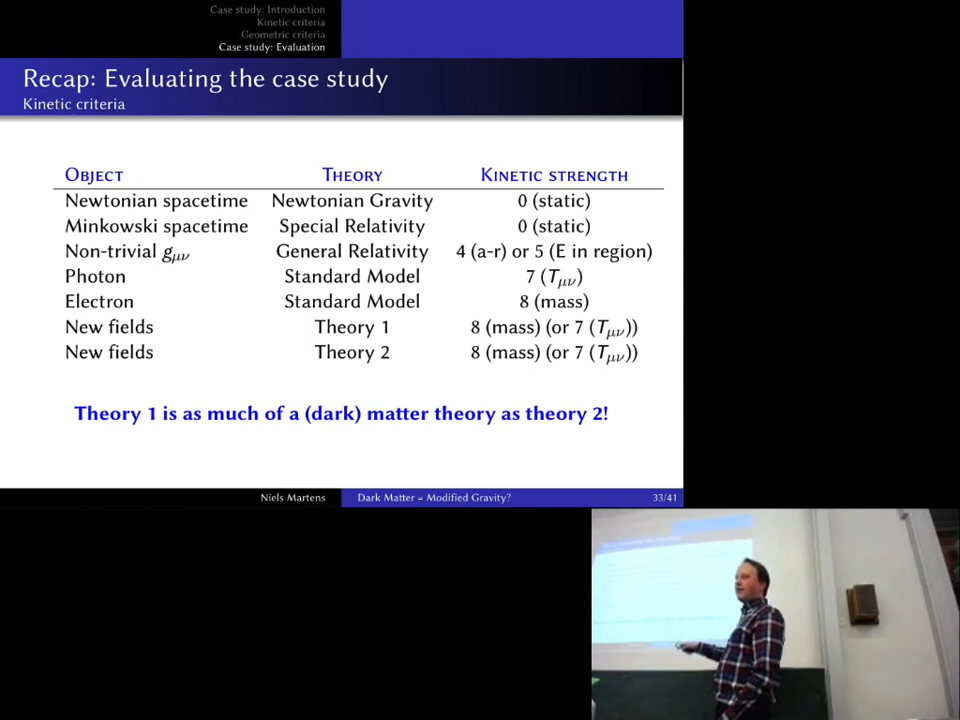 Case study: Introduction
Kinetic criteria
Geometric criteria
Case study: Evaluation
Recap: Evaluating the case study
Kinetic criteria
Object Theory Kinetic strength
Newtonian spacetime Newtonian Gravity 0 (static)
Minkowski spacetime Special Relativity 0 (static)
Non-trivial gμν General Relativity 4 (a-r) or 5 (E in region)
Photon Standard Model 7 (Tμν)
Electron Standard Model 8 (mass)
New fields Theory 1 8 (mass) (or 7 (Tμν))
New fields Theory 2 8 (mass) (or 7 (Tμν))
Theory 1 is as much of a (dark) matter theory as theory 2!
Niels Martens Dark Matter = Modified Gravity? 33/41